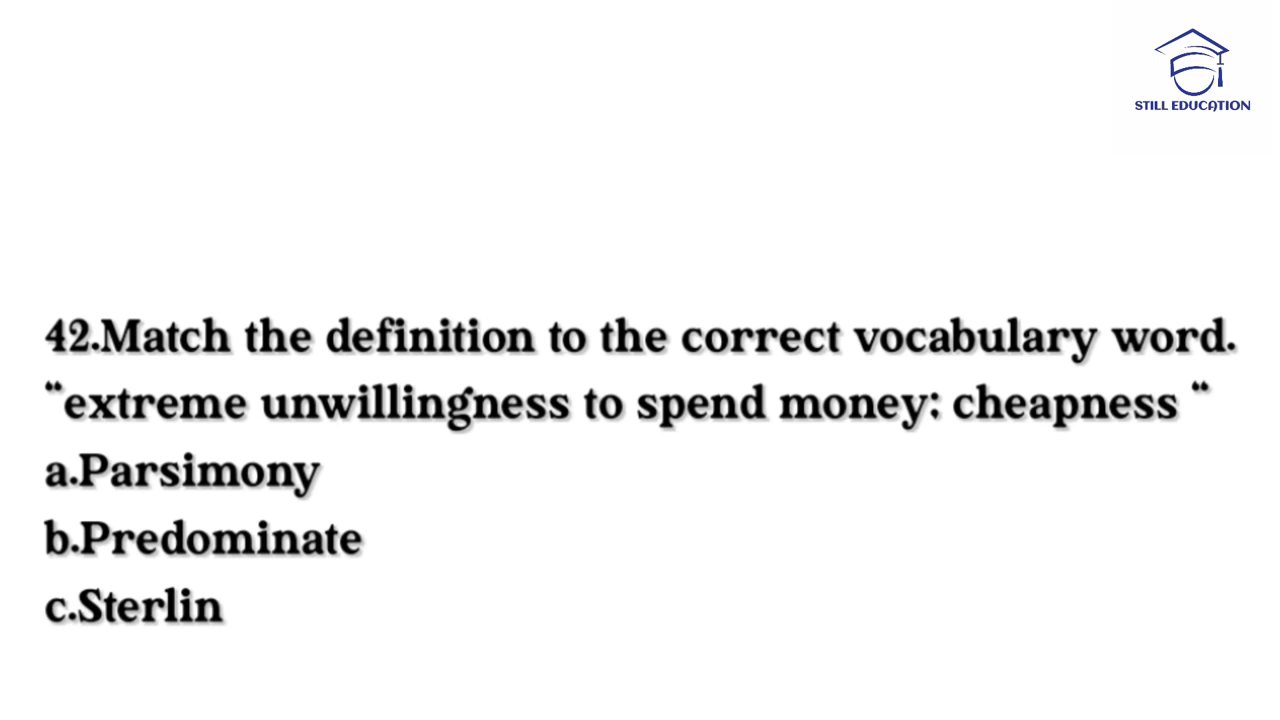 STILL EDUCATION
42.Match the definition to the correct vocabulary word.
“extreme unwillingness to spend money: cheapness “
a.Parsimony
b.Predominate
c.Sterlin